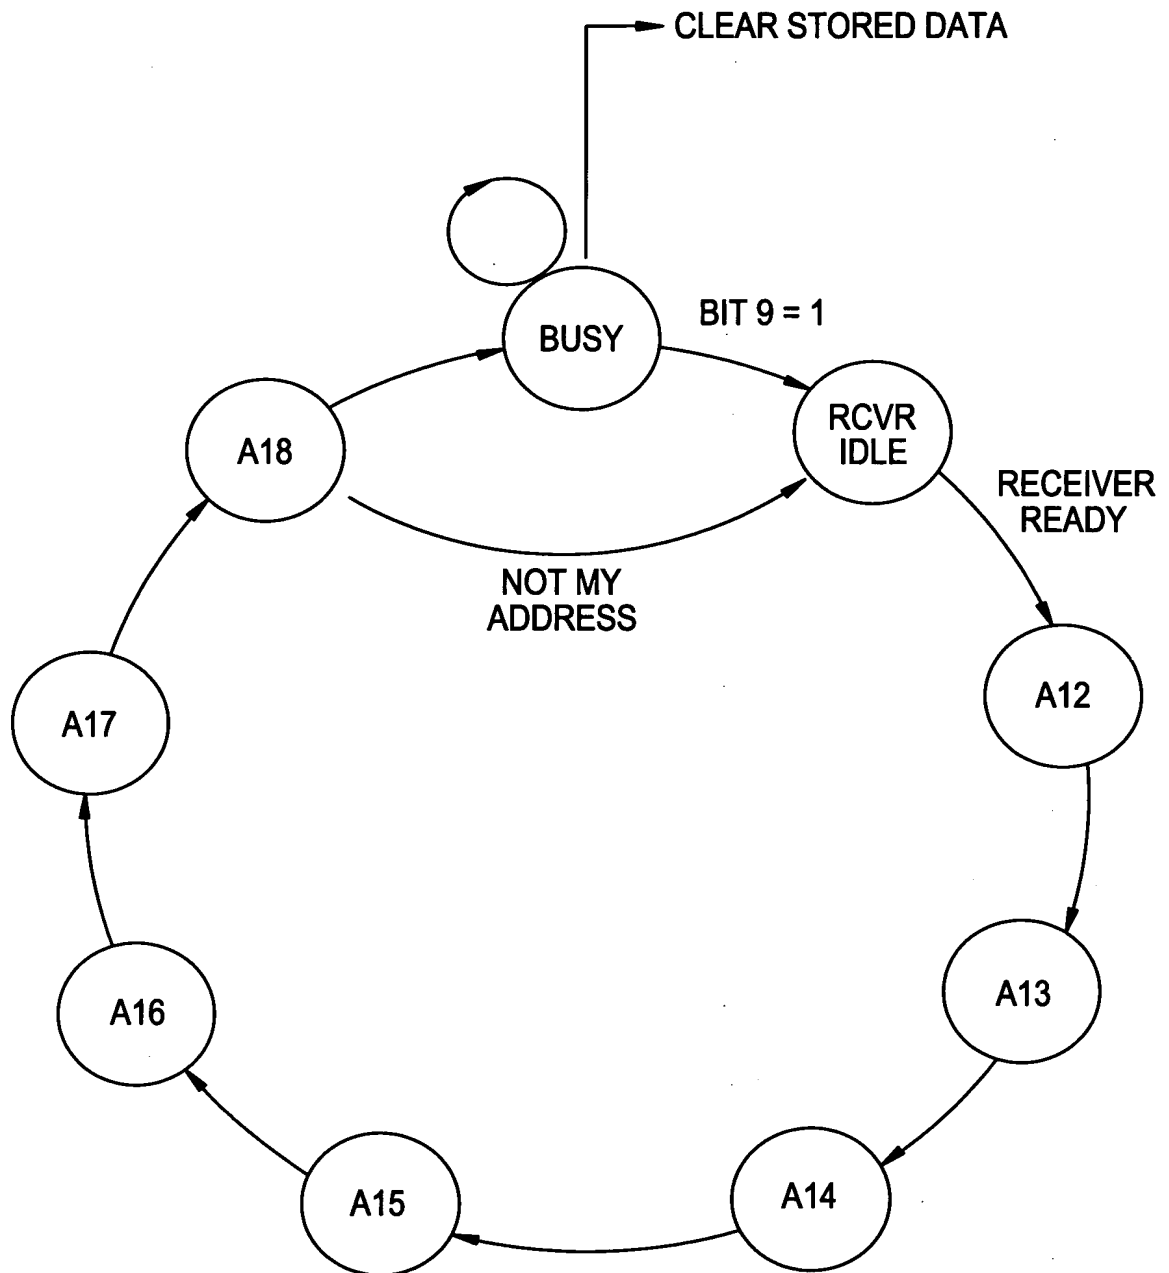 CLEAR STORED DATA
BUSY
BIT 9 = 1
RCVR
IDLE
A18
RECEIVER
READY
NOT MY
ADDRESS
A12
A17
A13
A16
A14
A15